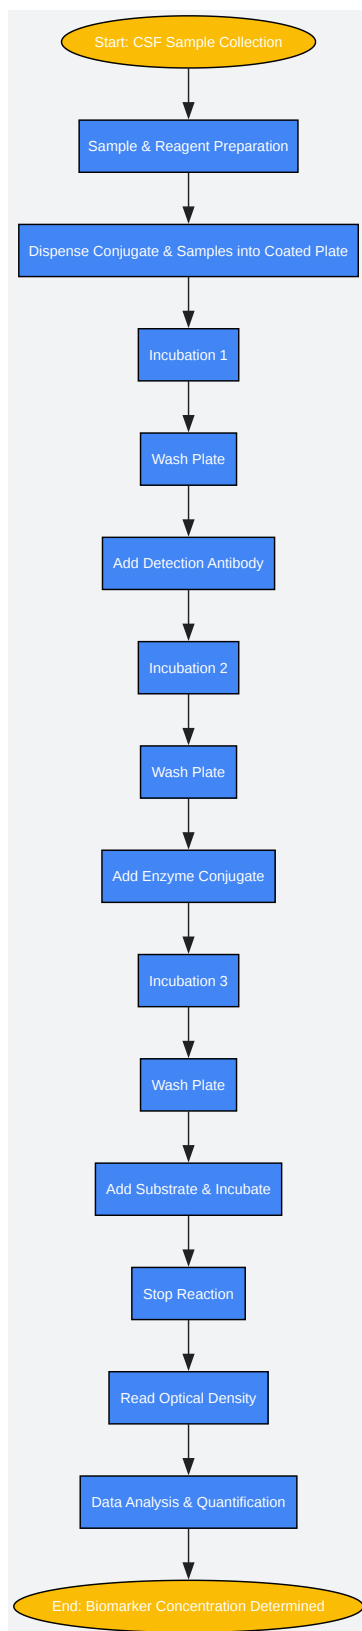 Start: CSF Sample Collection
Sample & Reagent Preparation
Dispense Conjugate & Samples into Coated Plate
Incubation 1
Wash Plate
Add Detection Antibody
Incubation 2
Wash Plate
Add Enzyme Conjugate
Incubation 3
Wash Plate
Add Substrate & Incubate
Stop Reaction
Read Optical Density
Data Analysis & Quantification
End: Biomarker Concentration Determined